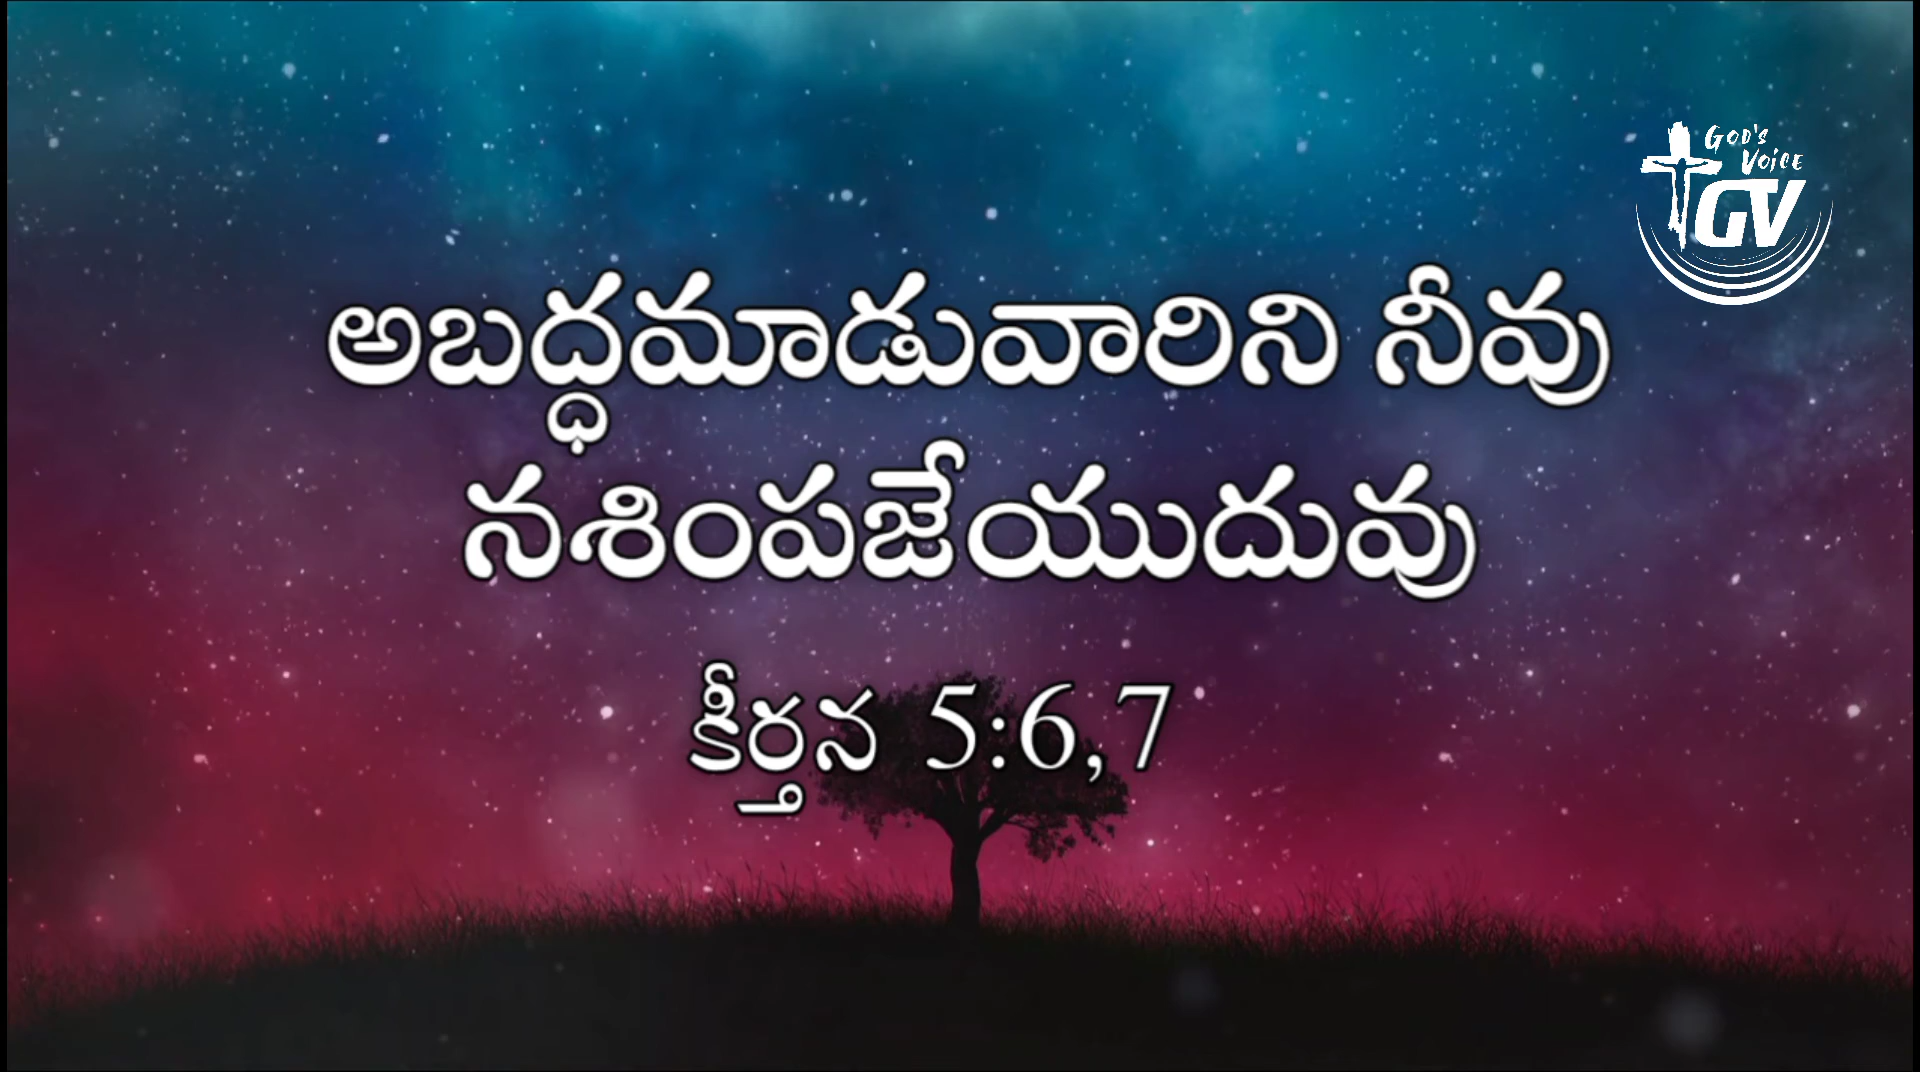 GOD'S
VOICE
GV
అబద్ధమాడువారిని నీవు
నశింపజేయుదువు
కీర్తన 5:6,7